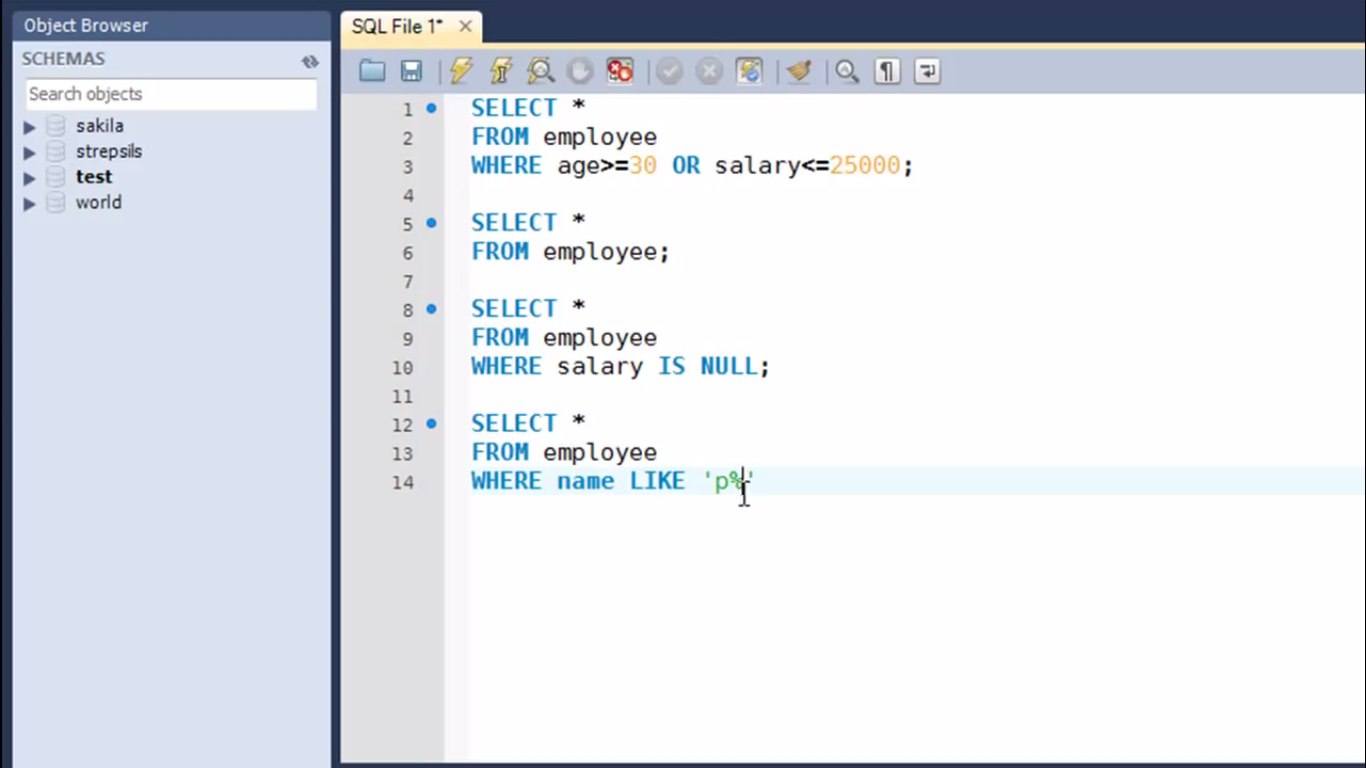 Object Browser
SCHEMAS
Search objects
sakila
strepsils
test
world
SQL File 1*
1 SELECT *
2 FROM employee
3 WHERE age>=30 OR salary<=25000;
4
5 SELECT *
6 FROM employee;
7
8 SELECT *
9 FROM employee
10 WHERE salary IS NULL;
11
12 SELECT *
13 FROM employee
14 WHERE name LIKE 'p%'